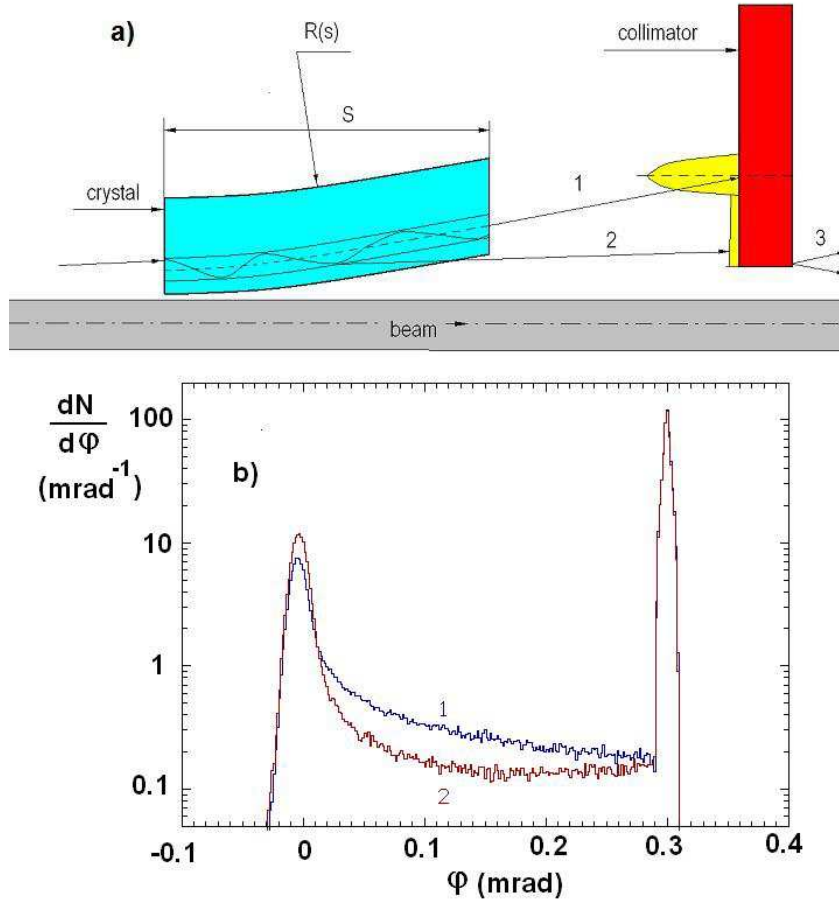 a)
R(s)
collimator
S
crystal
1
2
3
beam
dN
dφ
(mrad⁻¹)
b)
100
10
1
0.1
1
2
-0.1
0
0.1
0.2
0.3
0.4
φ (mrad)